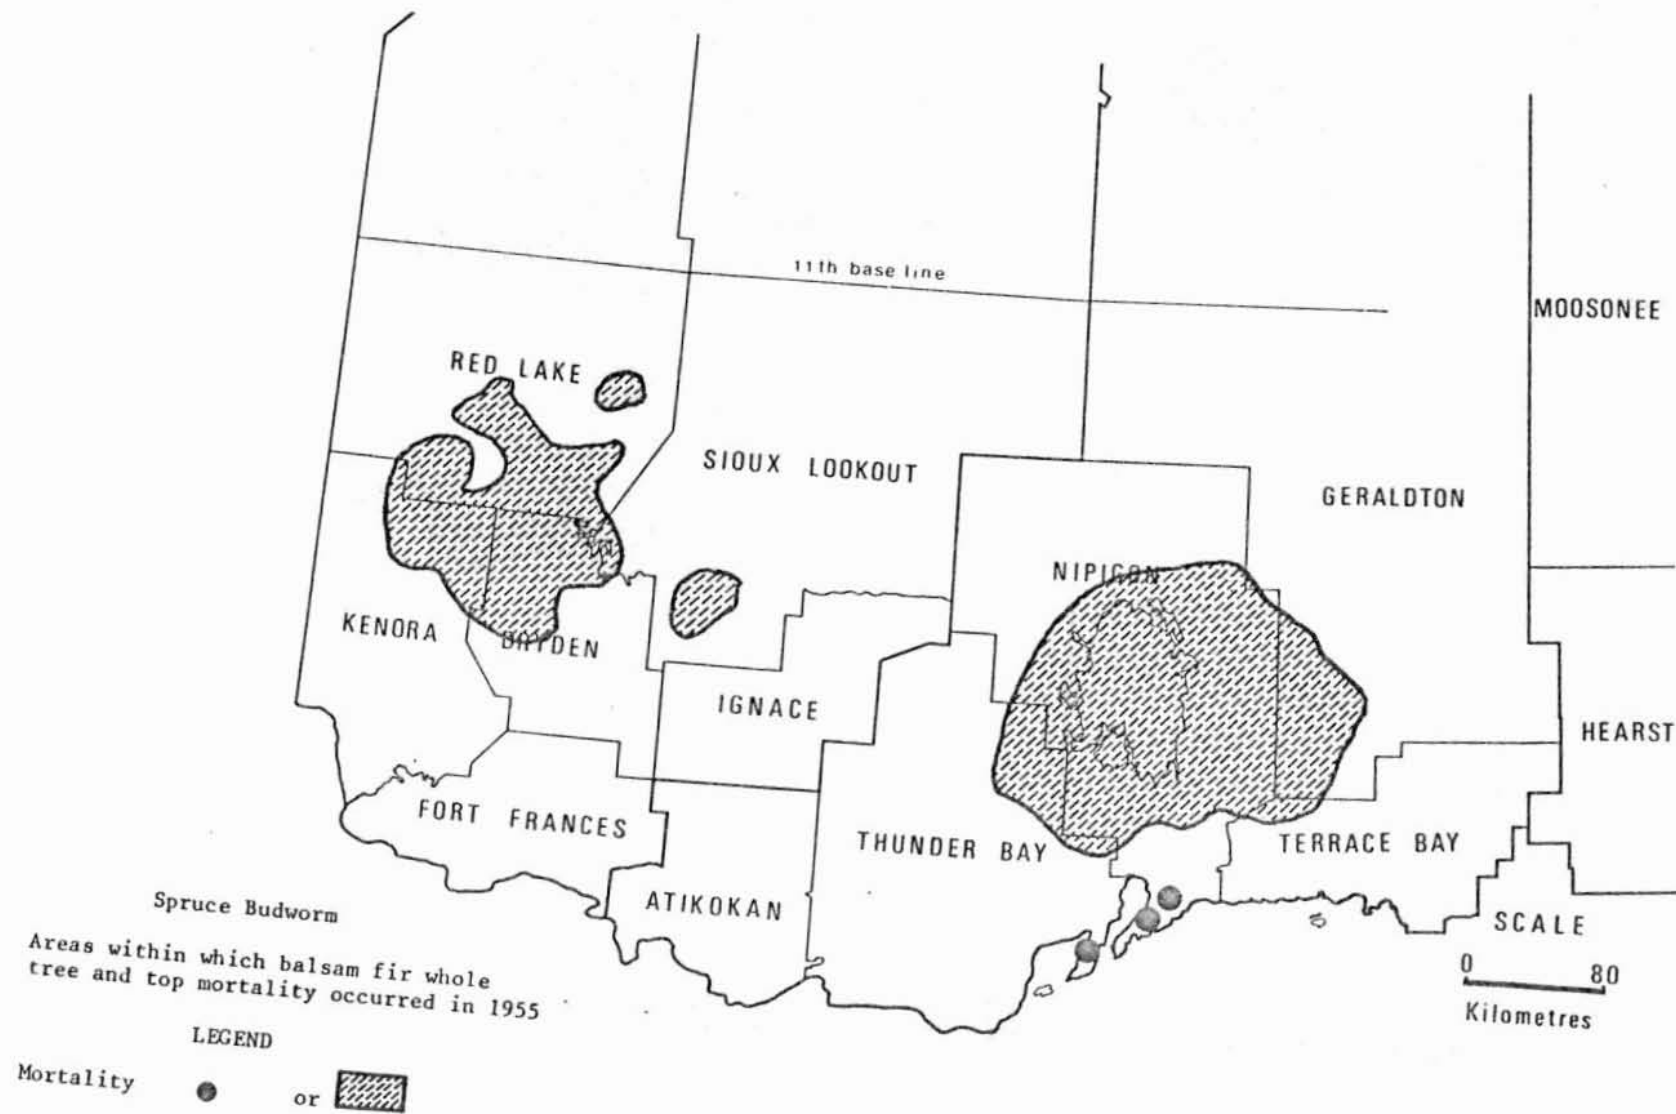 11th base line
MOOSONEE
RED LAKE
SIOUX LOOKOUT
GERALDTON
NIPIGON
KENORA
DRYDEN
IGNACE
HEARST
FORT FRANCES
THUNDER BAY
TERRACE BAY
ATIKOKAN
SCALE
0 80
Kilometres
Spruce Budworm
Areas within which balsam fir whole
tree and top mortality occurred in 1955
LEGEND
Mortality or